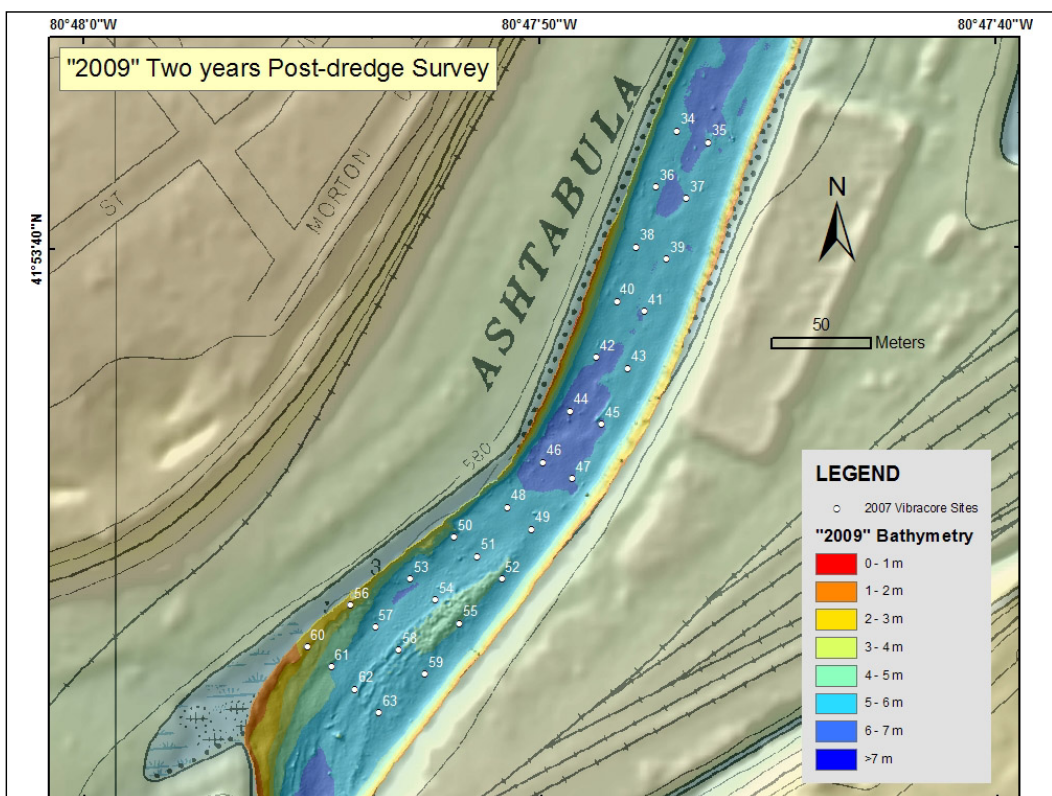 80°48'0"W
80°47'50"W
80°47'40"W
"2009" Two years Post-dredge Survey
41°53'40"N
ST
MORTON
ASHTABULA
580
3
N
50
Meters
34
35
36
37
38
39
40
41
42
43
44
45
46
47
48
49
50
51
52
53
54
55
56
57
58
59
60
61
62
63
LEGEND
2007 Vibracore Sites
"2009" Bathymetry
0 - 1 m
1 - 2 m
2 - 3 m
3 - 4 m
4 - 5 m
5 - 6 m
6 - 7 m
>7 m